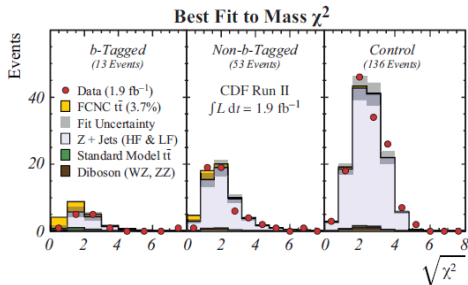 Best Fit to Mass χ²
b-Tagged
(13 Events)
Non-b-Tagged
(53 Events)
Control
(136 Events)
Events
Data (1.9 fb⁻¹)
FCNC tt̄ (3.7%)
Fit Uncertainty
Z + Jets (HF & LF)
Standard Model tt̄
Diboson (WZ, ZZ)
CDF Run II
∫L dt = 1.9 fb⁻¹
40
20
0
0 2 4 6 0 2 4 6 0 2 4 6 8
√χ²